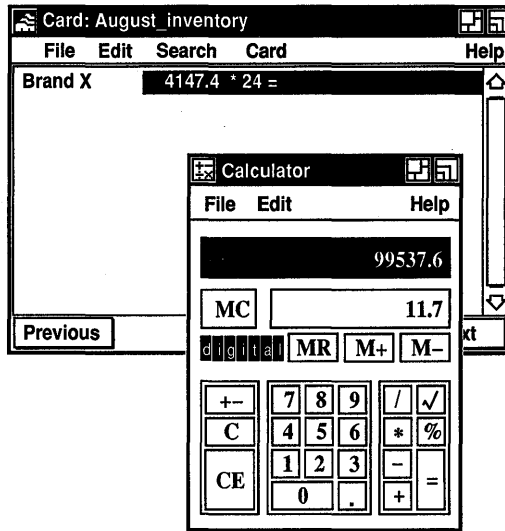 Card: August_inventory
File Edit Search Card Help
Brand X 4147.4 * 24 =
Calculator
File Edit Help
99537.6
MC 11.7
Previous xt
digital MR M+ M-
+- 7 8 9 / √
C 4 5 6 * %
CE 1 2 3 - =
0 . +